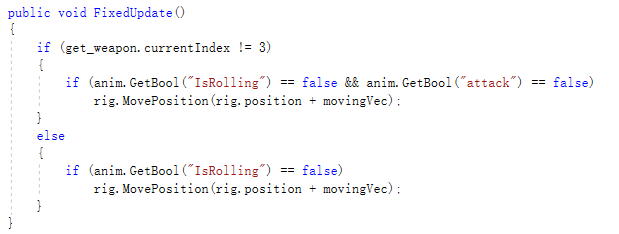 public void FixedUpdate()
{
if (get_weapon.currentIndex != 3)
{
if (anim.GetBool("IsRolling") == false && anim.GetBool("attack") == false)
rig.MovePosition(rig.position + movingVec);
}
else
{
if (anim.GetBool("IsRolling") == false)
rig.MovePosition(rig.position + movingVec);
}
}